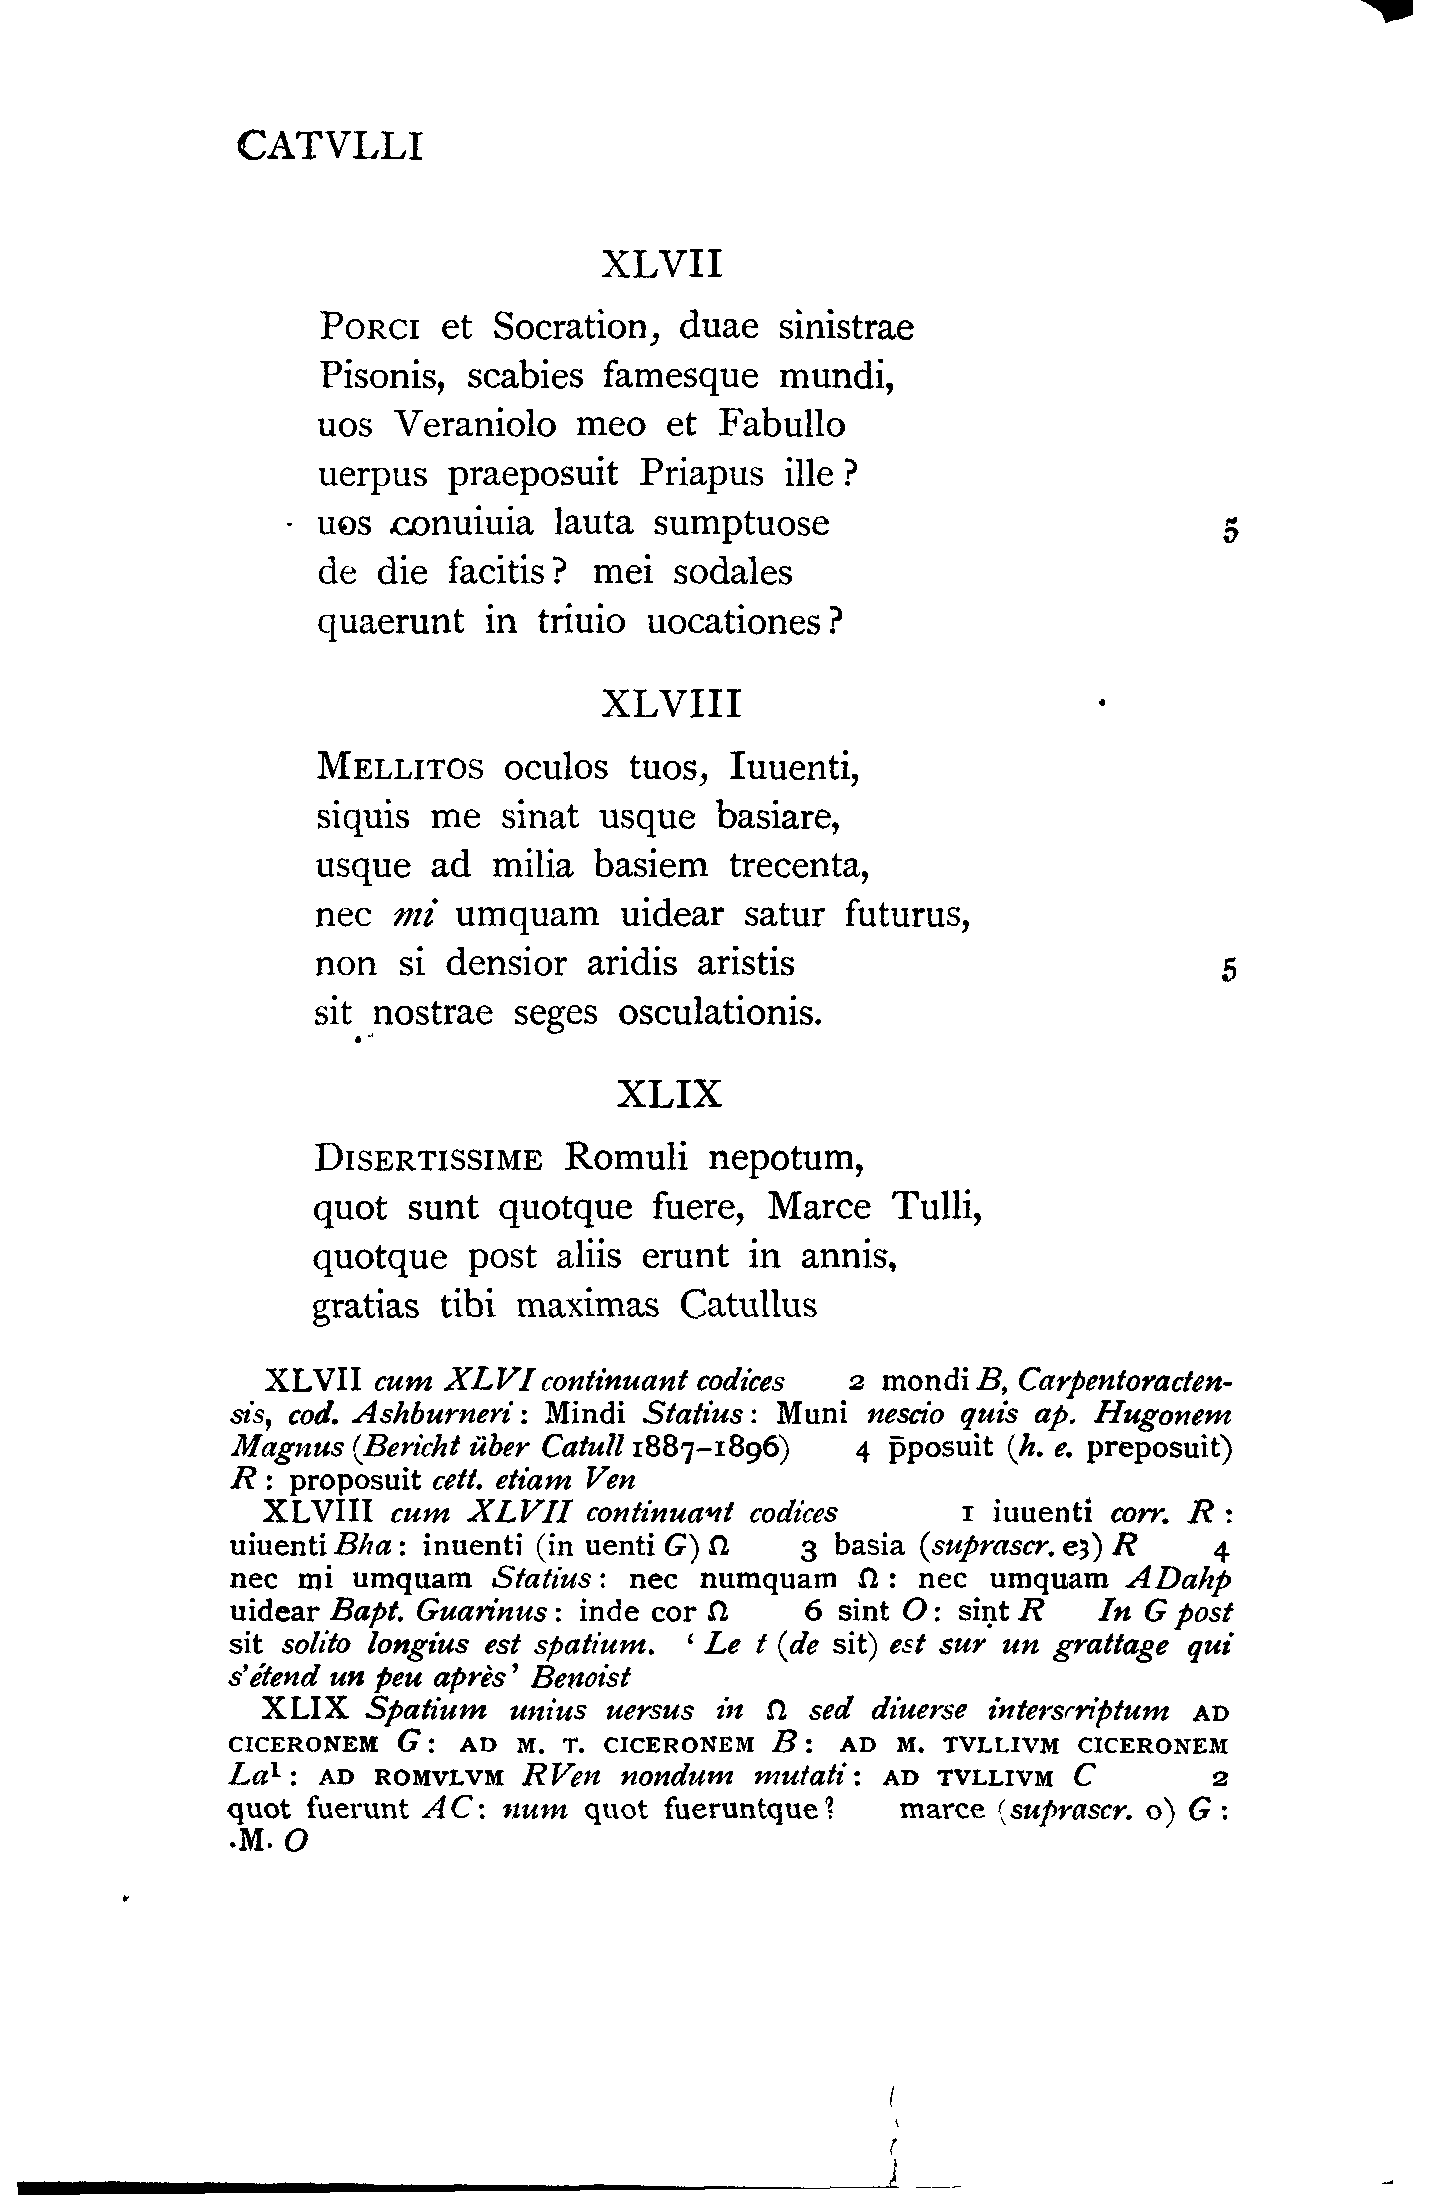 CATVLLI
XLVII
PORCI et Socration, duae sinistrae
Pisonis, scabies famesque mundi,
uos Veraniolo meo et Fabullo
uerpus praeposuit Priapus ille?
uos conuiuia lauta sumptuose 5
de die facitis? mei sodales
quaerunt in triuio uocationes?
XLVIII
MELLITOS oculos tuos, Iuuenti,
siquis me sinat usque basiare,
usque ad milia basiem trecenta,
nec mi umquam uidear satur futurus,
non si densior aridis aristis 5
sit nostrae seges osculationis.
XLIX
DISERTISSIME Romuli nepotum,
quot sunt quotque fuere, Marce Tulli,
quotque post aliis erunt in annis,
gratias tibi maximas Catullus
XLVII cum XLVI continuant codices 2 mondi B, Carpentoracten-
sis, cod. Ashburneri: Mindi Statius: Muni nescio quis ap. Hugonem
Magnus (Bericht über Catull 1887–1896) 4 p̄posuit (h. e. preposuit)
R: proposuit cett. etiam Ven
XLVIII cum XLVII continuant codices 1 iuuenti corr. R:
uiuenti Bha: inuenti (in uenti G) Ω 3 basia (suprascr. eʒ) R 4
nec mi umquam Statius: nec numquam Ω: nec umquam ADahp
uidear Bapt. Guarinus: inde cor Ω 6 sint O: siṇt R In G post
sit solito longius est spatium. ‘Le t (de sit) est sur un grattage qui
s’étend un peu après’ Benoist
XLIX Spatium unius uersus in Ω sed diuerse interscriptum AD
CICERONEM G: AD M. T. CICERONEM B: AD M. TVLLIVM CICERONEM
La¹: AD ROMVLVM RVen nondum mutati: AD TVLLIVM C 2
quot fuerunt AC: num quot fueruntque? marce (suprascr. o) G:
·M· O